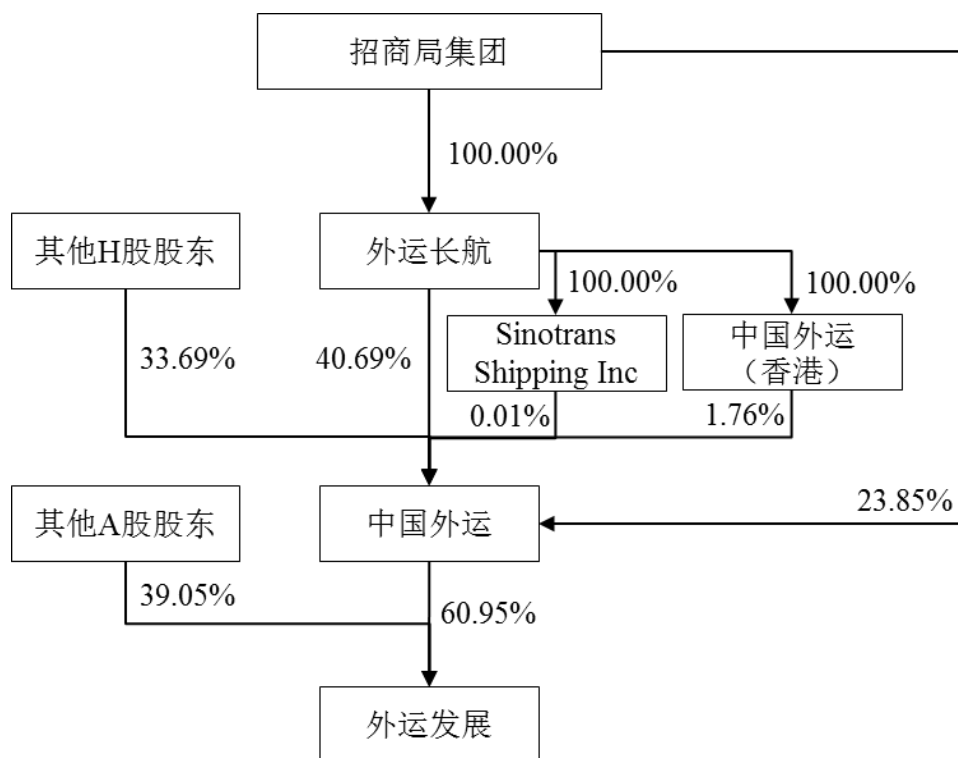 招商局集团
100.00%
其他H股股东
外运长航
100.00%
100.00%
33.69%
40.69%
Sinotrans
Shipping Inc
中国外运
（香港）
0.01%
1.76%
其他A股股东
中国外运
23.85%
39.05%
60.95%
外运发展